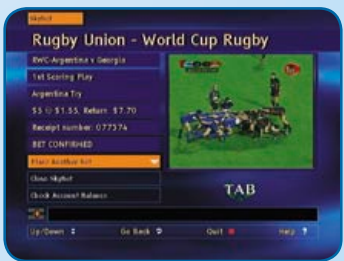 Skybet
Rugby Union - World Cup Rugby
RWC-Argentina v Georgia
1st Scoring Play
Argentina Try
$5 @ $1.55, Return $7.70
Receipt number: 077374
BET CONFIRMED
Place Another Bet
Close Skybet
Check Account Balance
TAB
Up/Down
Go Back
Quit
Help ?